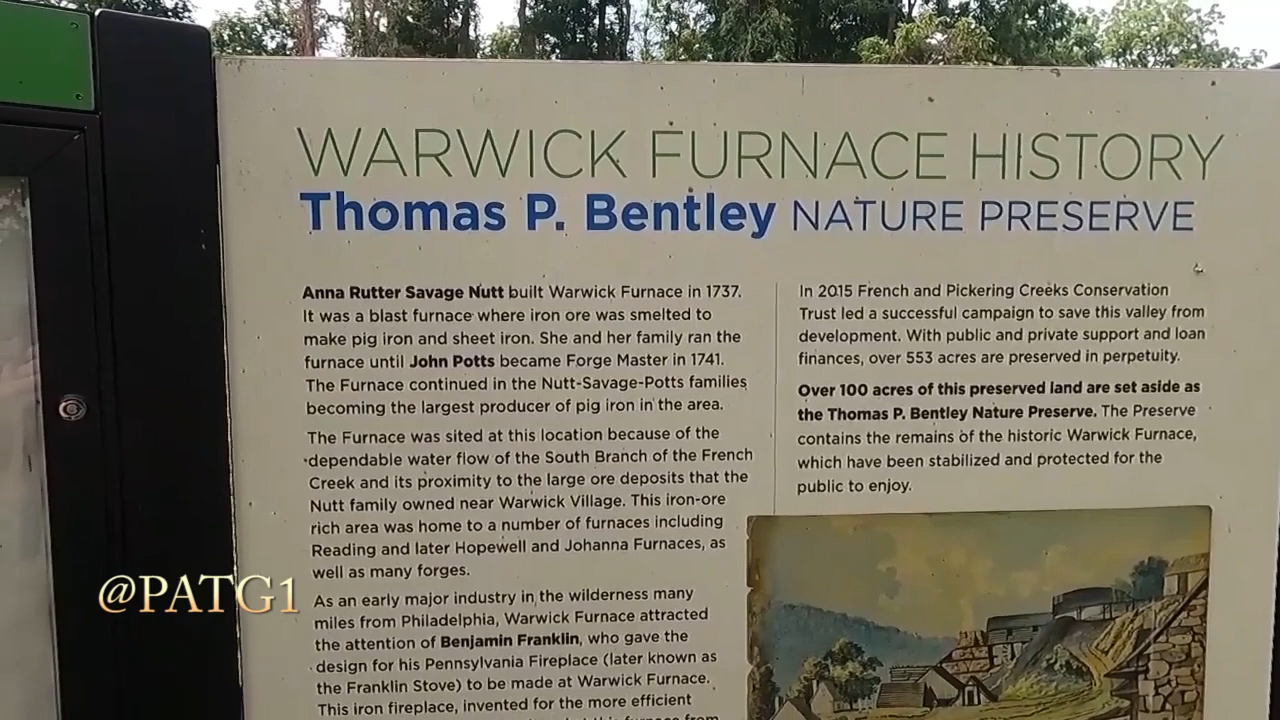 WARWICK FURNACE HISTORY
Thomas P. Bentley NATURE PRESERVE
Anna Rutter Savage Nutt built Warwick Furnace in 1737.
It was a blast furnace where iron ore was smelted to
make pig iron and sheet iron. She and her family ran the
furnace until John Potts became Forge Master in 1741.
The Furnace continued in the Nutt-Savage-Potts families
becoming the largest producer of pig iron in the area.
The Furnace was sited at this location because of the
dependable water flow of the South Branch of the French
Creek and its proximity to the large ore deposits that the
Nutt family owned near Warwick Village. This iron-ore
rich area was home to a number of furnaces including
Reading and later Hopewell and Johanna Furnaces, as
well as many forges.
As an early major industry in the wilderness many
miles from Philadelphia, Warwick Furnace attracted
the attention of Benjamin Franklin, who gave the
design for his Pennsylvania Fireplace (later known as
the Franklin Stove) to be made at Warwick Furnace.
This iron fireplace, invented for the more efficient
In 2015 French and Pickering Creeks Conservation
Trust led a successful campaign to save this valley from
development. With public and private support and loan
finances, over 553 acres are preserved in perpetuity.
Over 100 acres of this preserved land are set aside as
the Thomas P. Bentley Nature Preserve. The Preserve
contains the remains of the historic Warwick Furnace,
which have been stabilized and protected for the
public to enjoy.
@PATG1